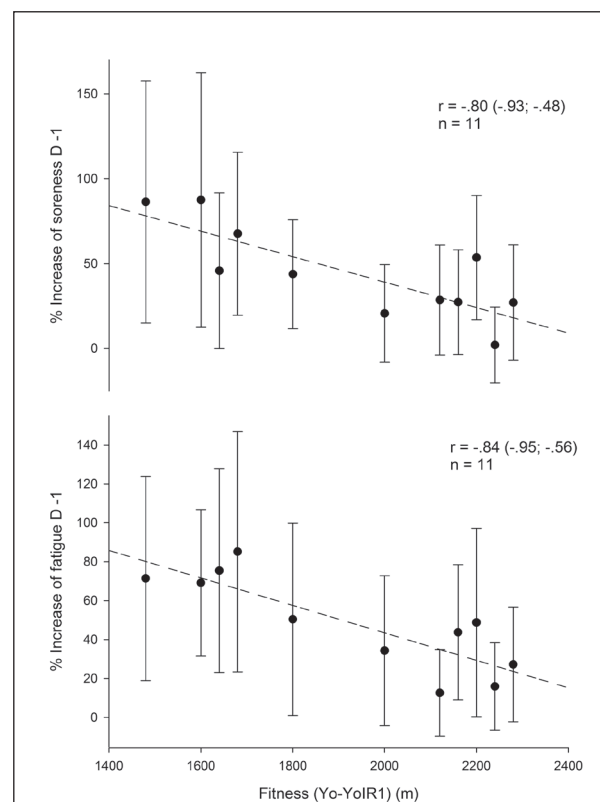 150
100
50
0
% Increase of soreness D -1
r = -.80 (-.93; -.48)
n = 11
140
120
100
80
60
40
20
0
% Increase of fatigue D -1
r = -.84 (-.95; -.56)
n = 11
1400 1600 1800 2000 2200 2400
Fitness (Yo-YoIR1) (m)